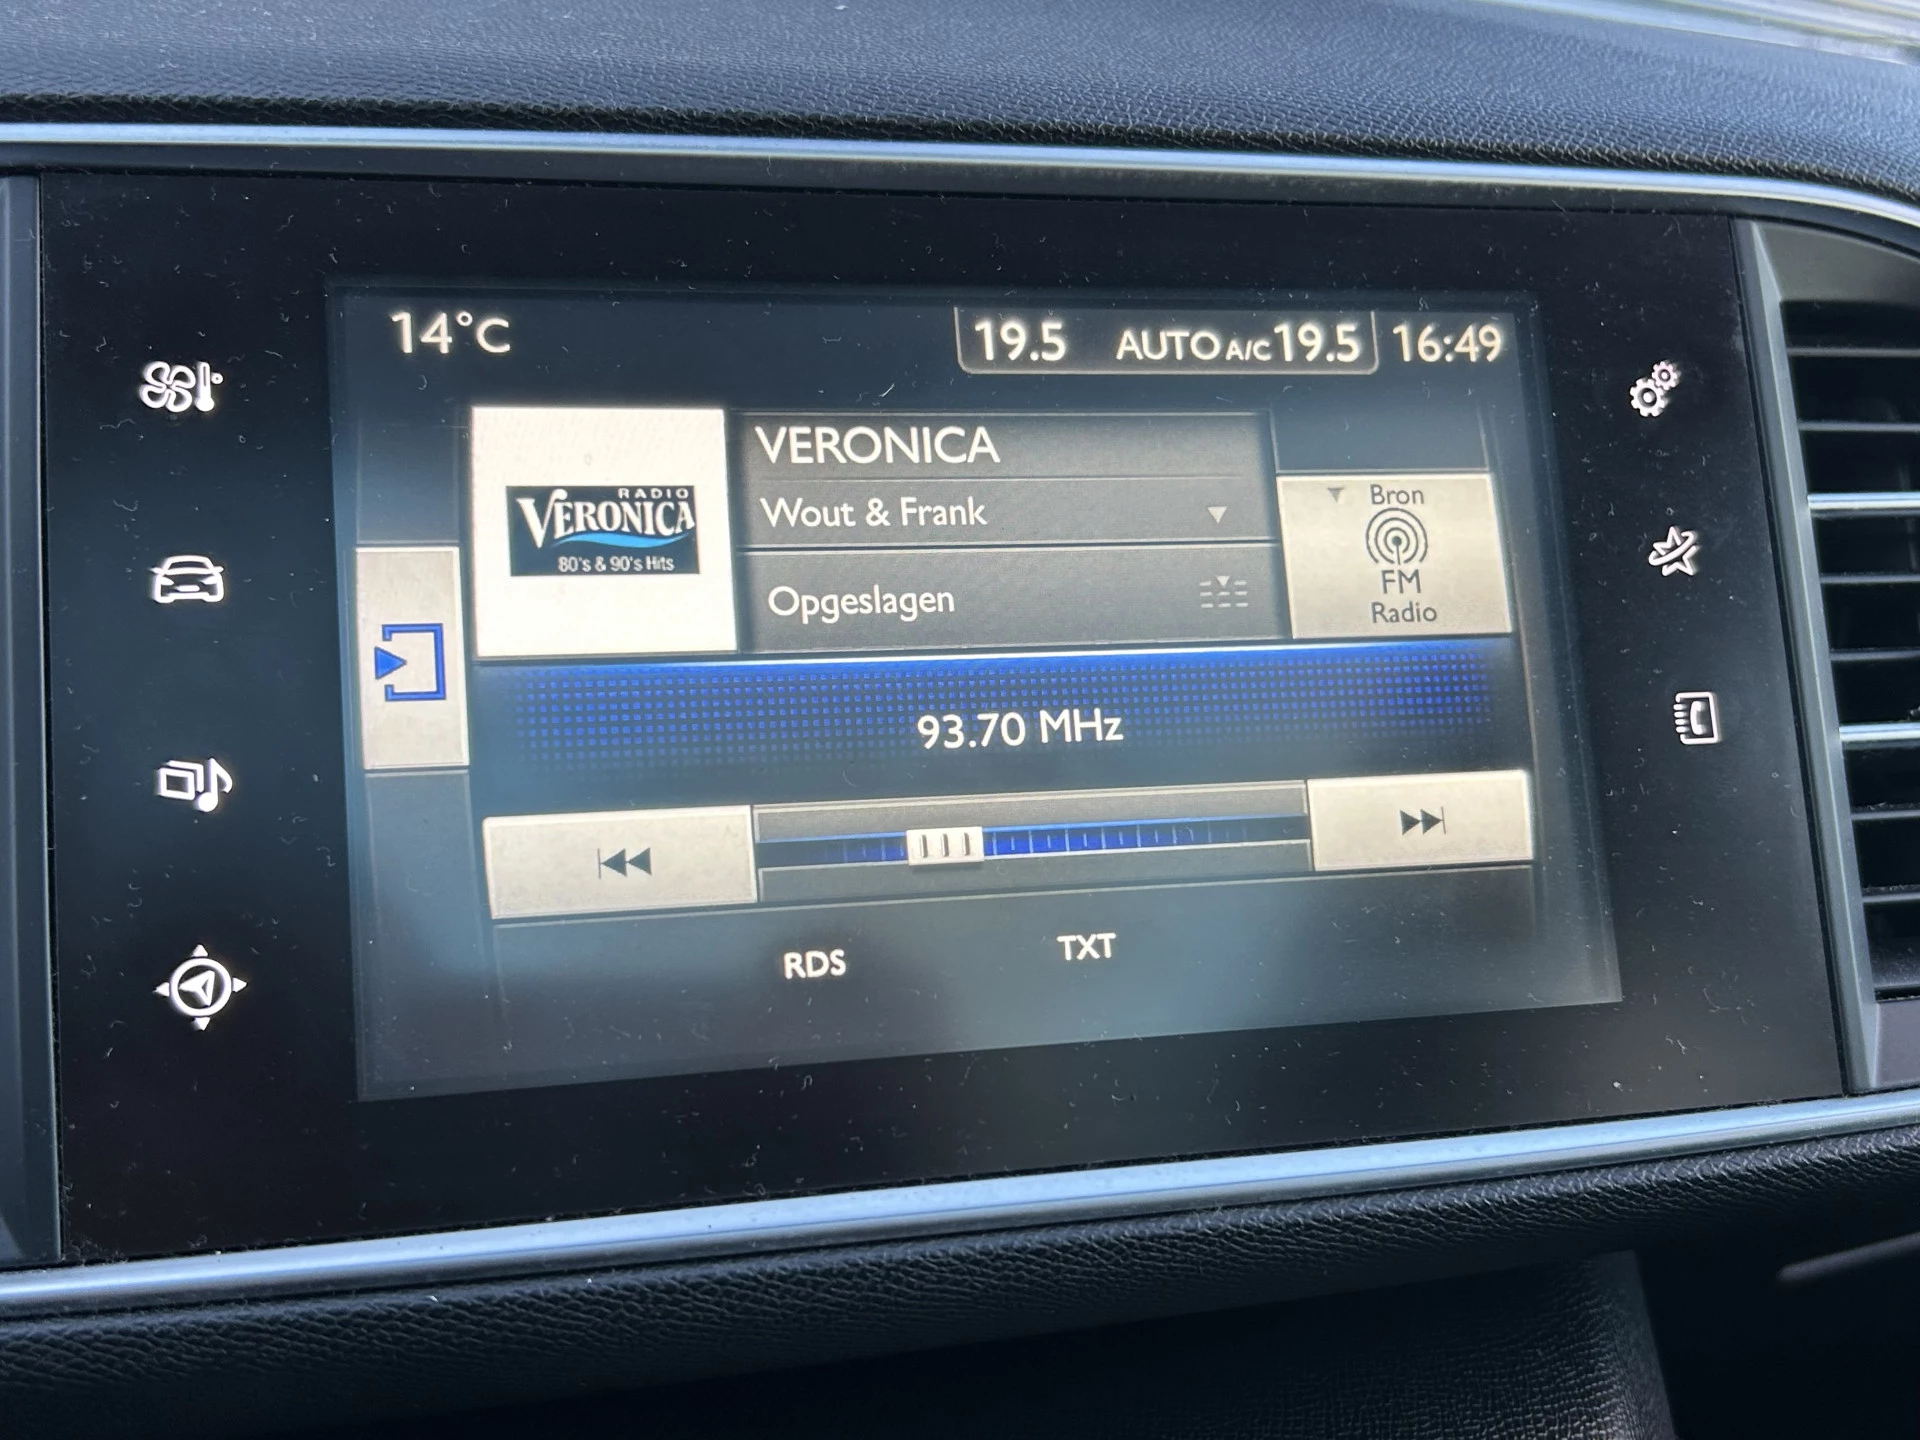 14°C
19.5 AUTO A/C 19.5 16:49
VERONICA
RADIO
VERONICA
80's & 90's Hits
Wout & Frank
Opgeslagen
Bron
FM
Radio
93.70 MHz
RDS TXT